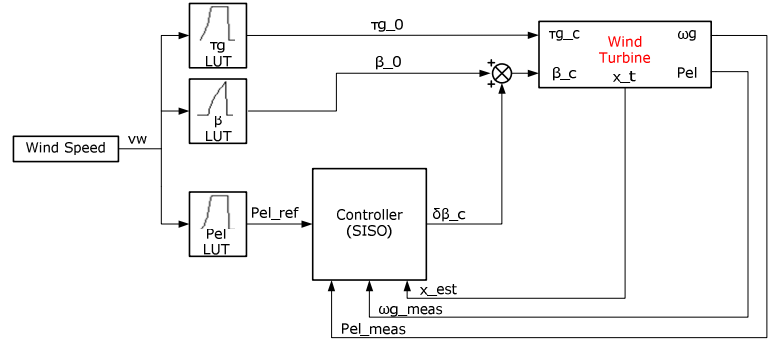 τg
LUT
τg_0
β_0
+
+
τg_c
ωg
Wind
Turbine
β_c
x_t
Pel
β
LUT
Wind Speed
vw
Pel
LUT
Pel_ref
Controller
(SISO)
δβ_c
x_est
ωg_meas
Pel_meas